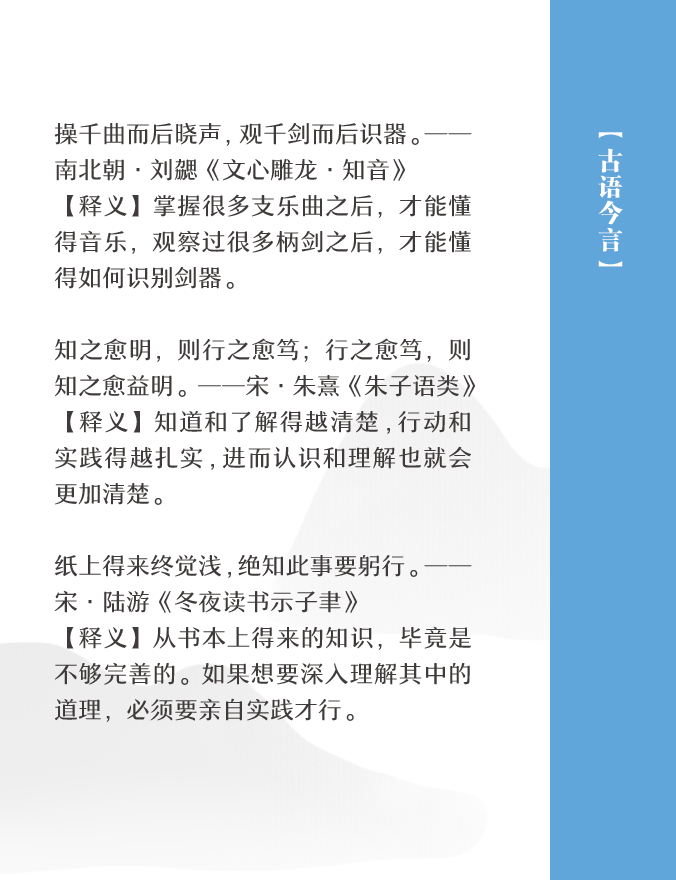 操千曲而后晓声，观千剑而后识器。——
南北朝·刘勰《文心雕龙·知音》
【释义】掌握很多支乐曲之后，才能懂
得音乐，观察过很多柄剑之后，才能懂
得如何识别剑器。
知之愈明，则行之愈笃；行之愈笃，则
知之愈益明。——宋·朱熹《朱子语类》
【释义】知道和了解得越清楚，行动和
实践得越扎实，进而认识和理解也就会
更加清楚。
纸上得来终觉浅，绝知此事要躬行。——
宋·陆游《冬夜读书示子聿》
【释义】从书本上得来的知识，毕竟是
不够完善的。如果想要深入理解其中的
道理，必须要亲自实践才行。
【古语今言】